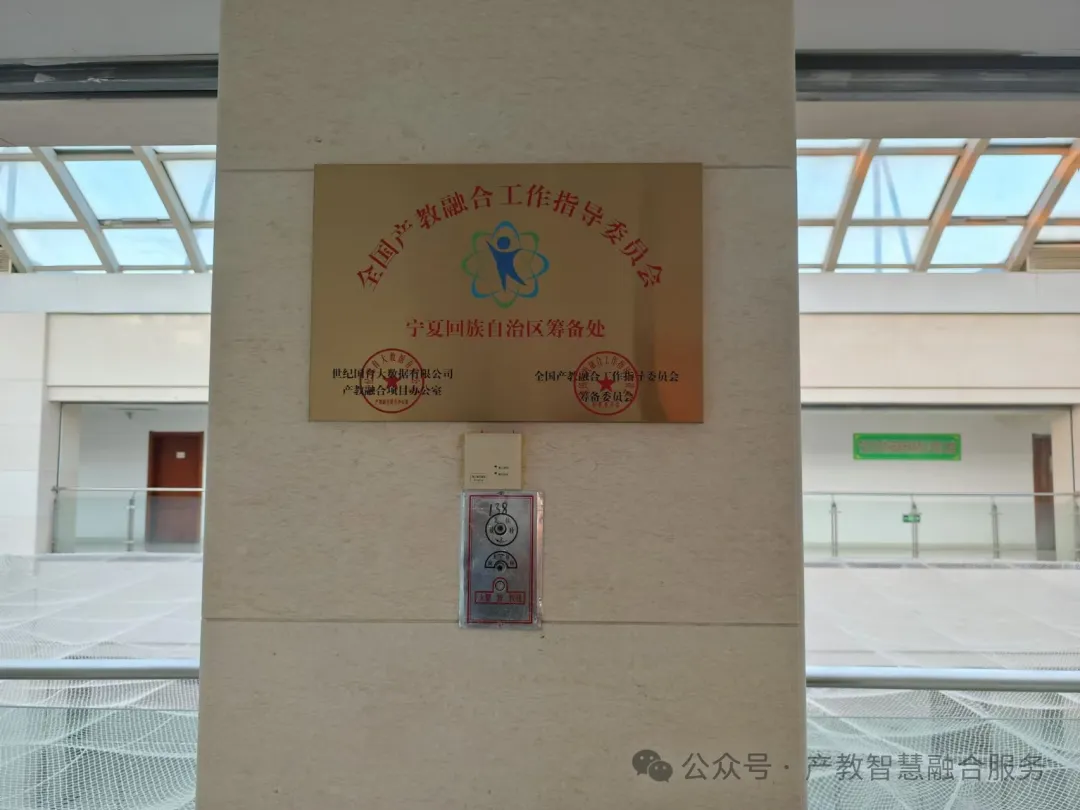 全国产教融合工作指导委员会
宁夏回族自治区筹备处
世纪国育大数据有限公司
产教融合项目办公室
全国产教融合工作指导委员会
筹备委员会
138
公众号·产教智慧融合服务